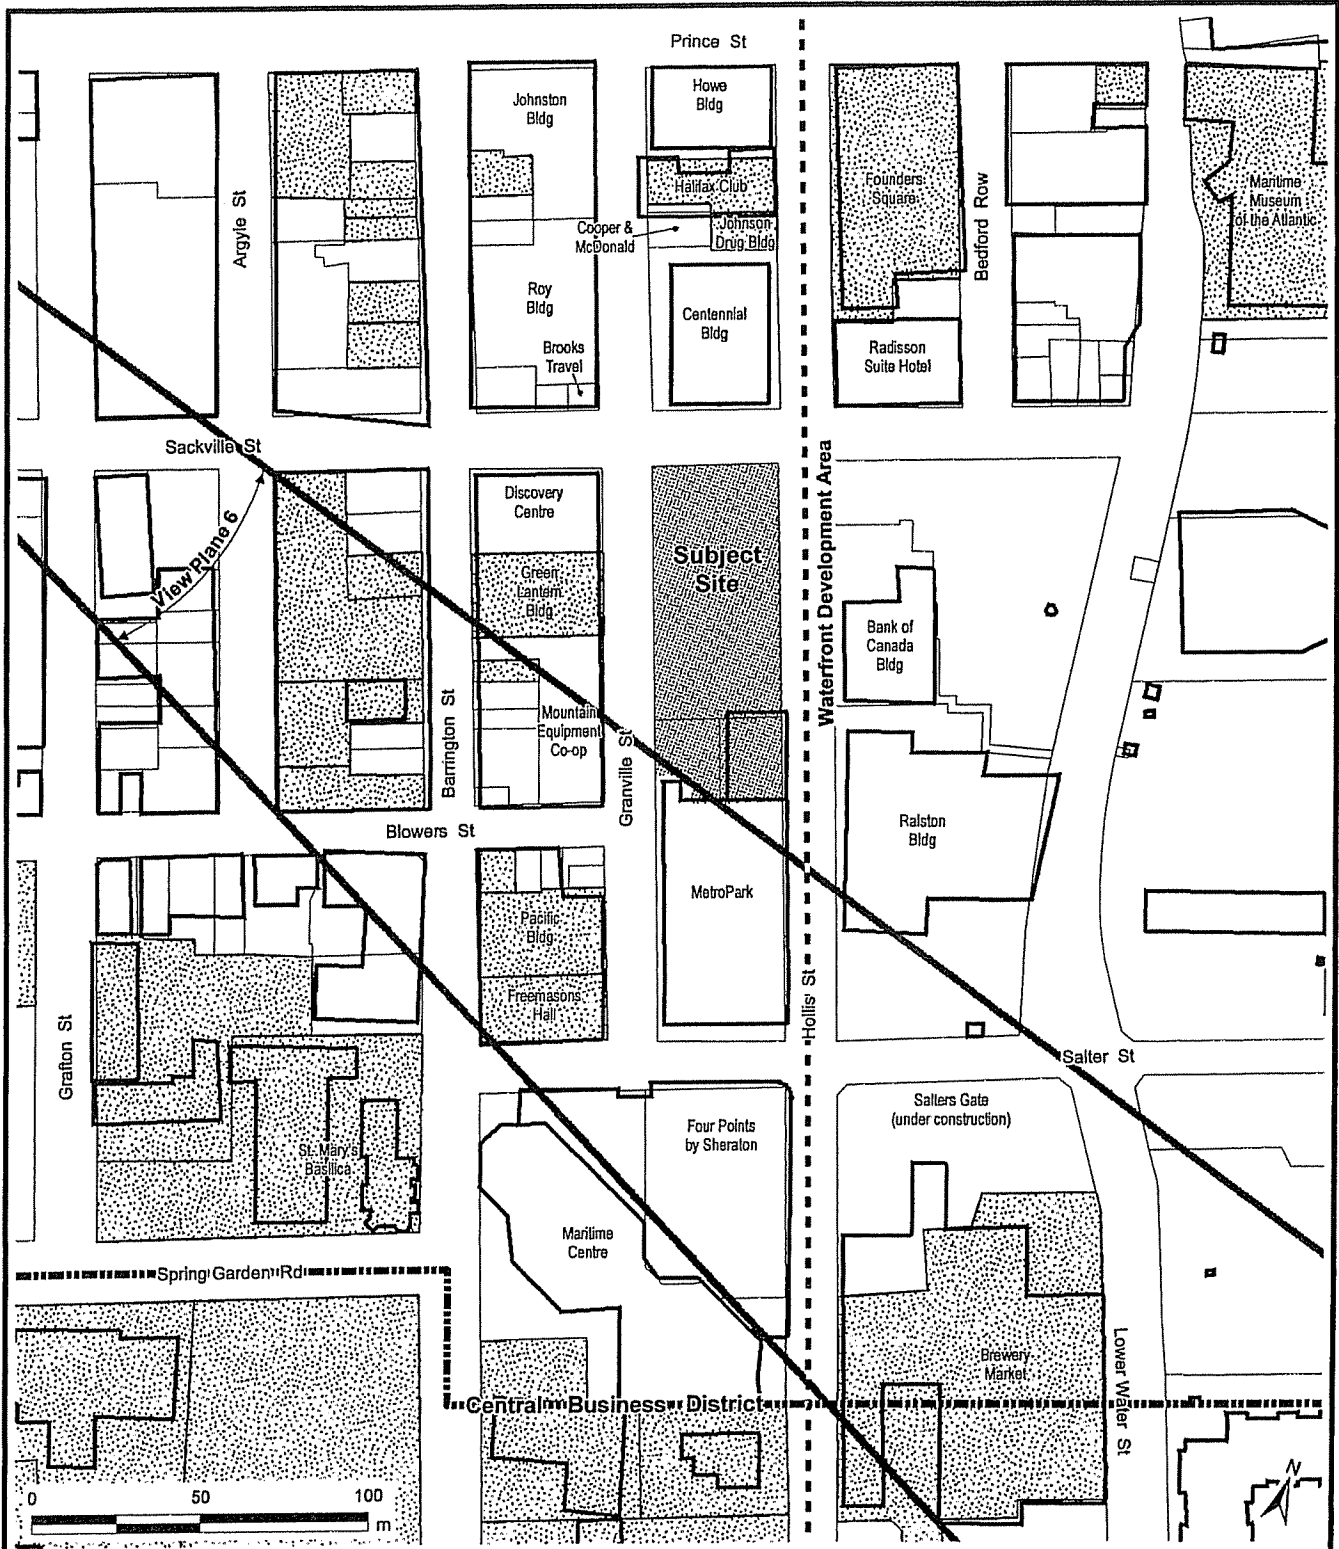 Prince St
Howe
Bldg
Johnston
Bldg
Halifax Club
Founders
Square
Maritime
Museum
of the Atlantic
Argyle St
Bedford Row
Cooper &
McDonald
Johnson
Drug Bldg
Roy
Bldg
Centennial
Bldg
Brooks
Travel
Radisson
Suite Hotel
Sackville St
Discovery
Centre
Subject
Site
View Plane 6
Green
Lantern
Bldg
Waterfront Development Area
Bank of
Canada
Bldg
Barrington St
Mountain
Equipment
Co-op
Granville St
Blowers St
Ralston
Bldg
MetroPark
Pacific
Bldg
Freemasons
Hall
Hollis St
Grafton St
Salter St
Salters Gate
(under construction)
Four Points
by Sheraton
St. Mary's
Basilica
Maritime
Centre
Spring Garden Rd
Brewery
Market
Lower Water St
Central Business District
N
0 50 100
m